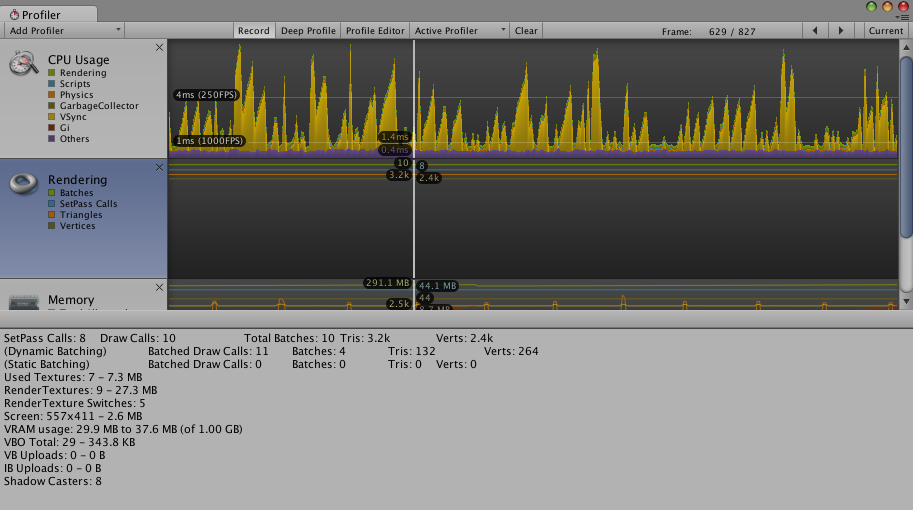 Profiler
Add Profiler Record Deep Profile Profile Editor Active Profiler Clear Frame: 629 / 827 Current
CPU Usage
Rendering
Scripts
Physics
GarbageCollector
VSync
Gi
Others
4ms (250FPS)
1ms (1000FPS)
1.4ms
0.4ms
Rendering
Batches
SetPass Calls
Triangles
Vertices
10
8
3.2k
2.4k
Memory
291.1 MB
44.1 MB
44
2.5k
SetPass Calls: 8 Draw Calls: 10 Total Batches: 10 Tris: 3.2k Verts: 2.4k
(Dynamic Batching) Batched Draw Calls: 11 Batches: 4 Tris: 132 Verts: 264
(Static Batching) Batched Draw Calls: 0 Batches: 0 Tris: 0 Verts: 0
Used Textures: 7 - 7.3 MB
RenderTextures: 9 - 27.3 MB
RenderTexture Switches: 5
Screen: 557x411 - 2.6 MB
VRAM usage: 29.9 MB to 37.6 MB (of 1.00 GB)
VBO Total: 29 - 343.8 KB
VB Uploads: 0 - 0 B
IB Uploads: 0 - 0 B
Shadow Casters: 8